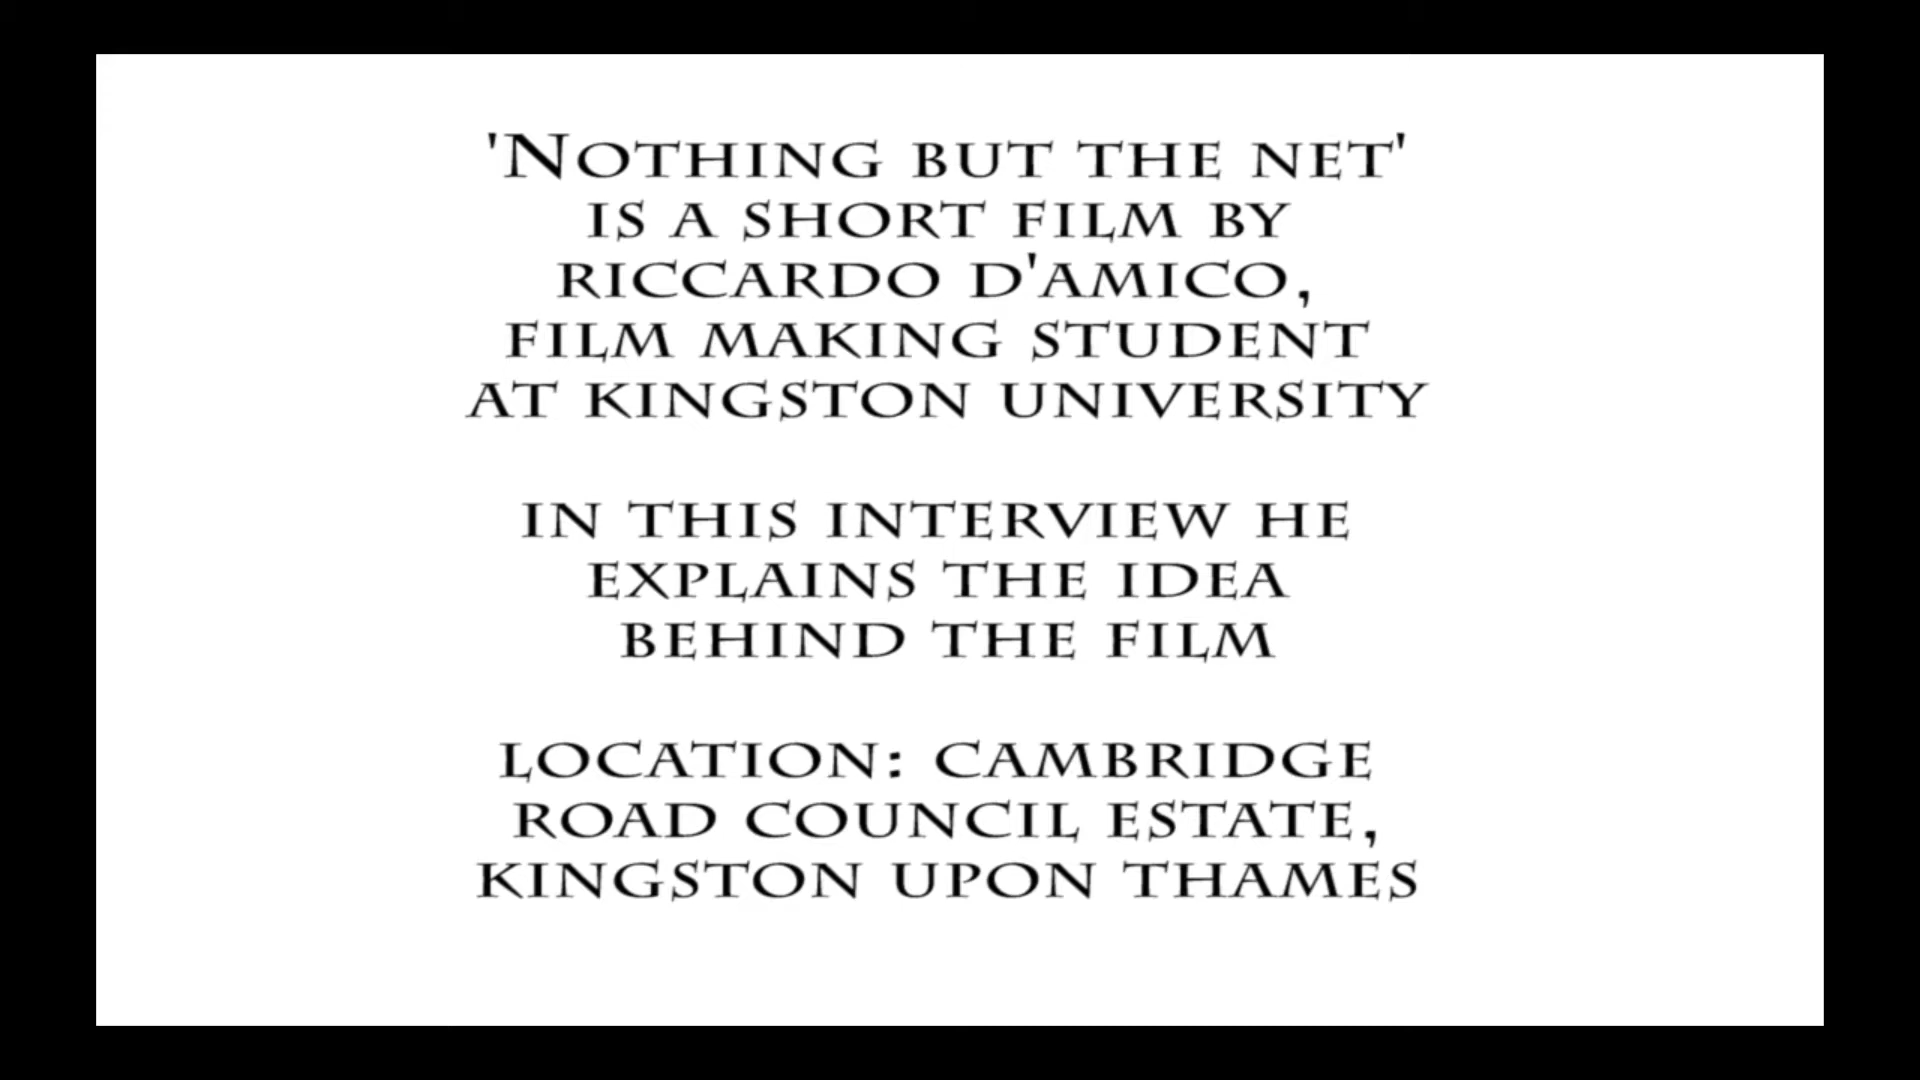 'Nothing but the net'
is a short film by
riccardo d'amico,
film making student
at kingston university
in this interview he
explains the idea
behind the film
location: cambridge
road council estate,
kingston upon thames